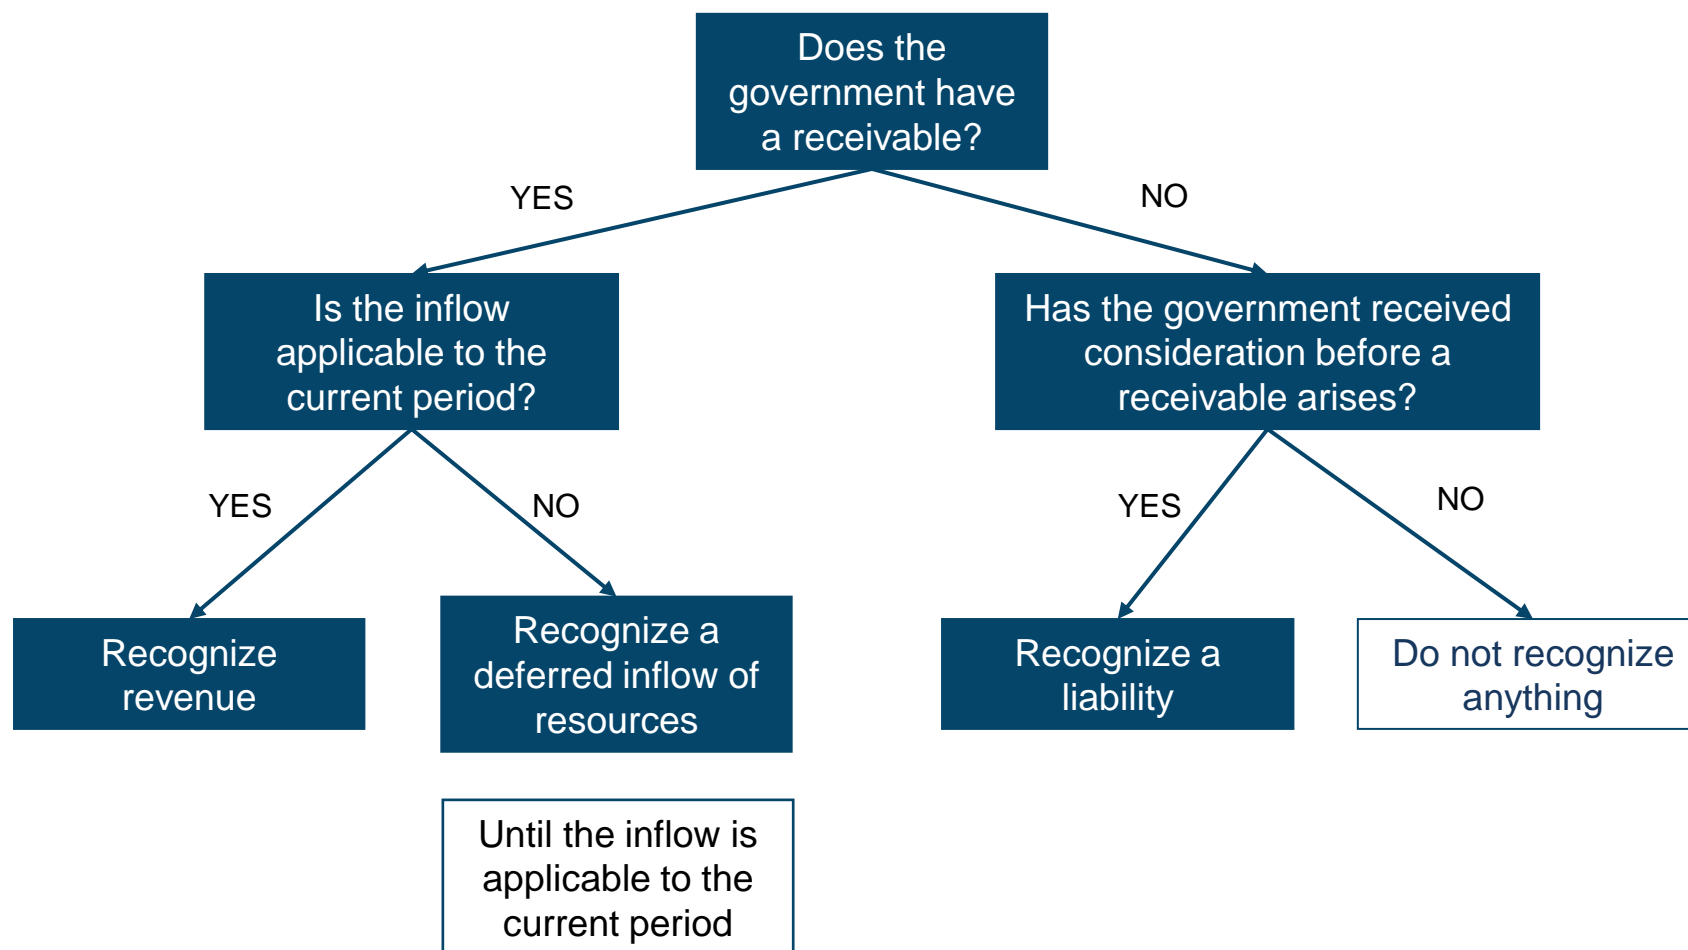 Does the
government have
a receivable?
YES
NO
Is the inflow
applicable to the
current period?
Has the government received
consideration before a
receivable arises?
YES
NO
YES
NO
Recognize
revenue
Recognize a
deferred inflow of
resources
Recognize a
liability
Do not recognize
anything
Until the inflow is
applicable to the
current period